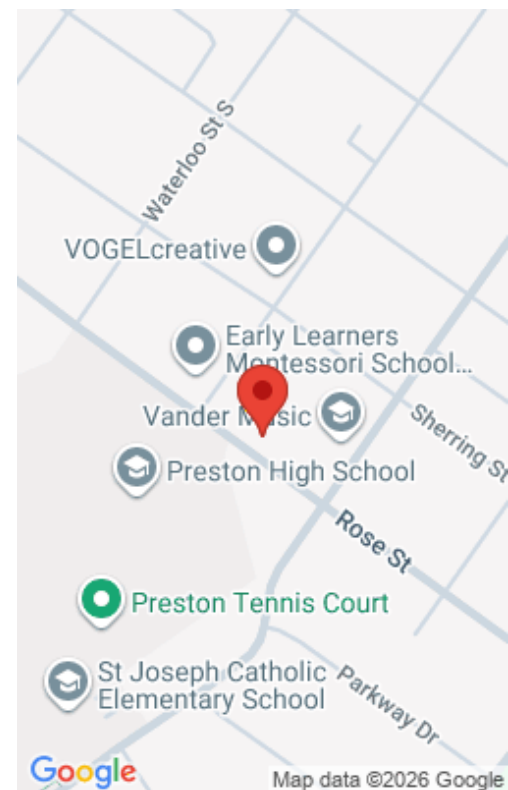 Waterloo St S
VOGELcreative
Early Learners
Montessori School...
Vander Music
Sherring St
Preston High School
Rose St
Preston Tennis Court
St Joseph Catholic
Elementary School
Parkway Dr
Google
Map data ©2026 Google